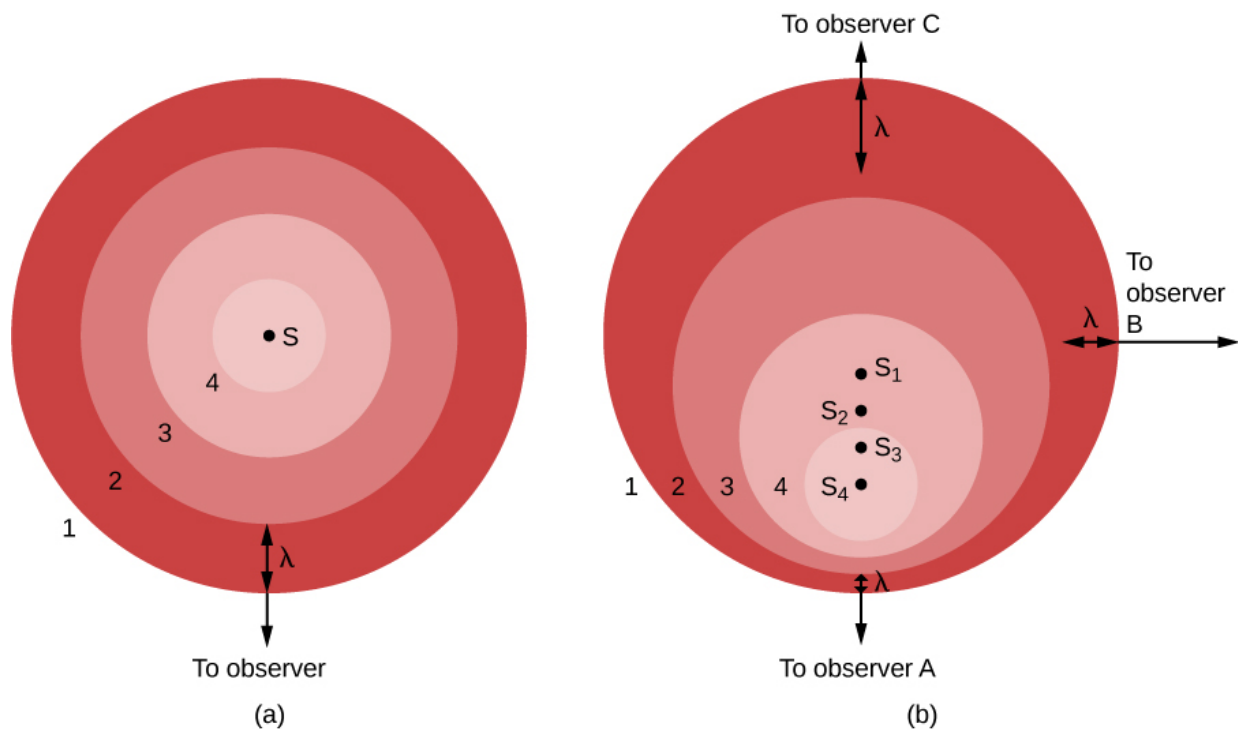 S
4
3
2
1
λ
To observer
(a)
To observer C
λ
To
observer
B
λ
S₁
S₂
S₃
S₄
1 2 3 4
λ
To observer A
(b)